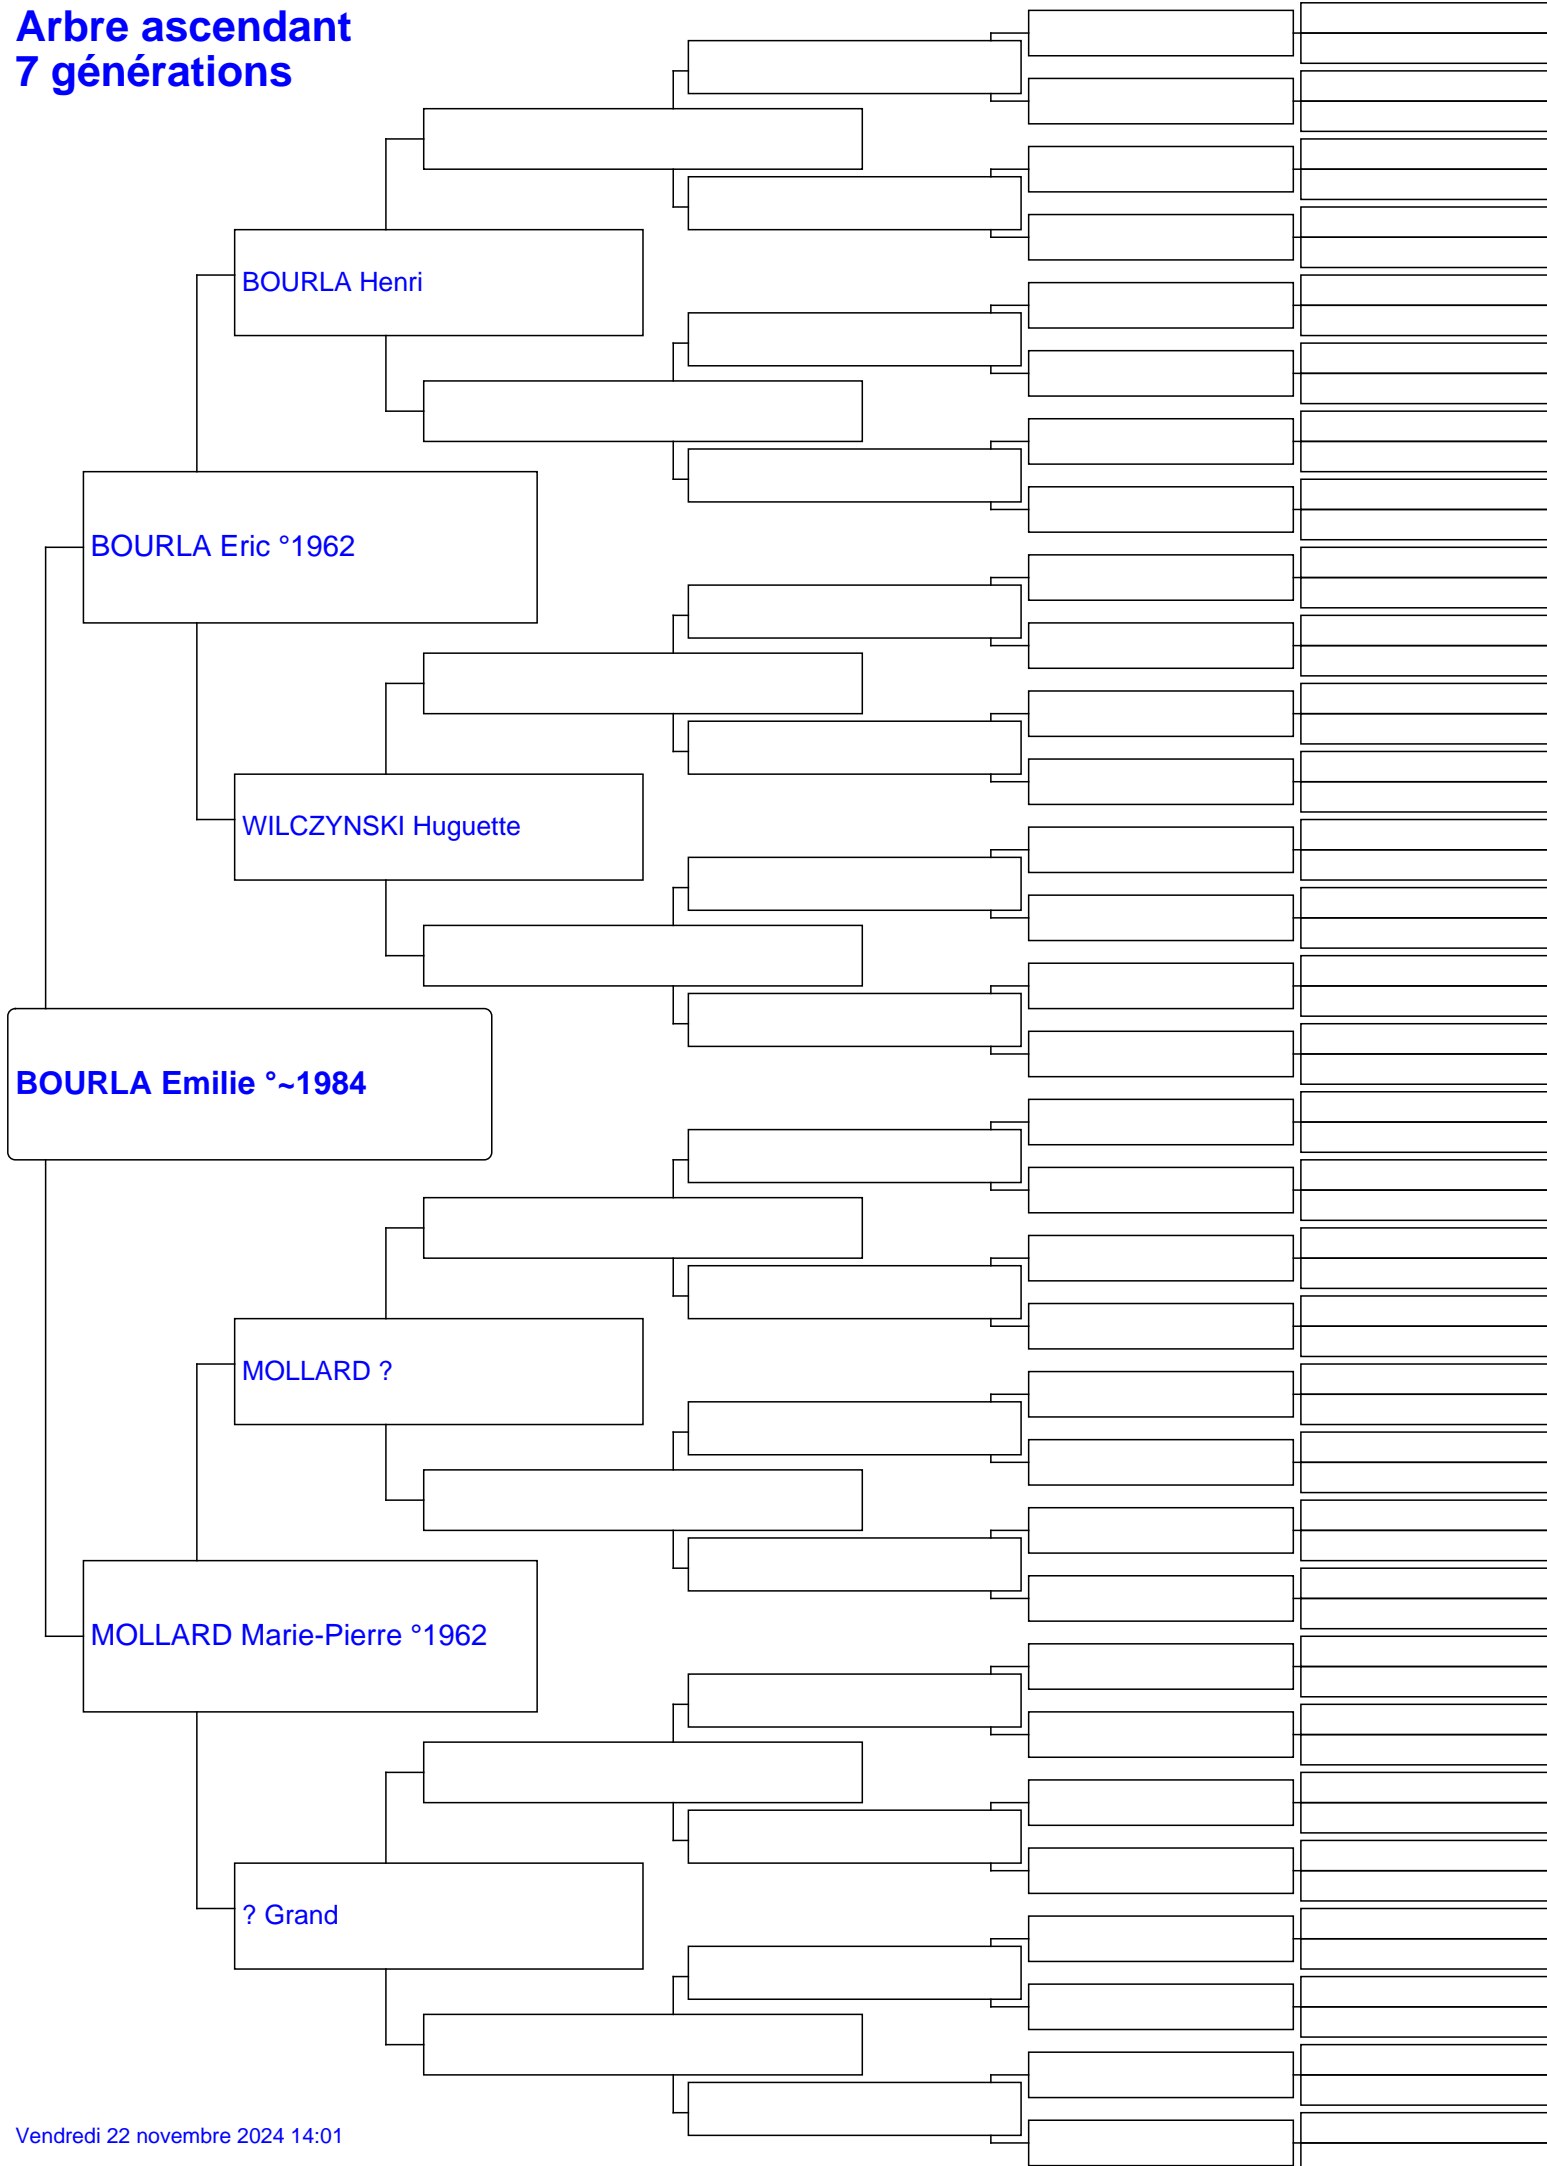 Arbre ascendant
7 générations
BOURLA Henri
BOURLA Eric °1962
WILCZYNSKI Huguette
BOURLA Emilie °~1984
MOLLARD ?
MOLLARD Marie-Pierre °1962
? Grand
Vendredi 22 novembre 2024 14:01